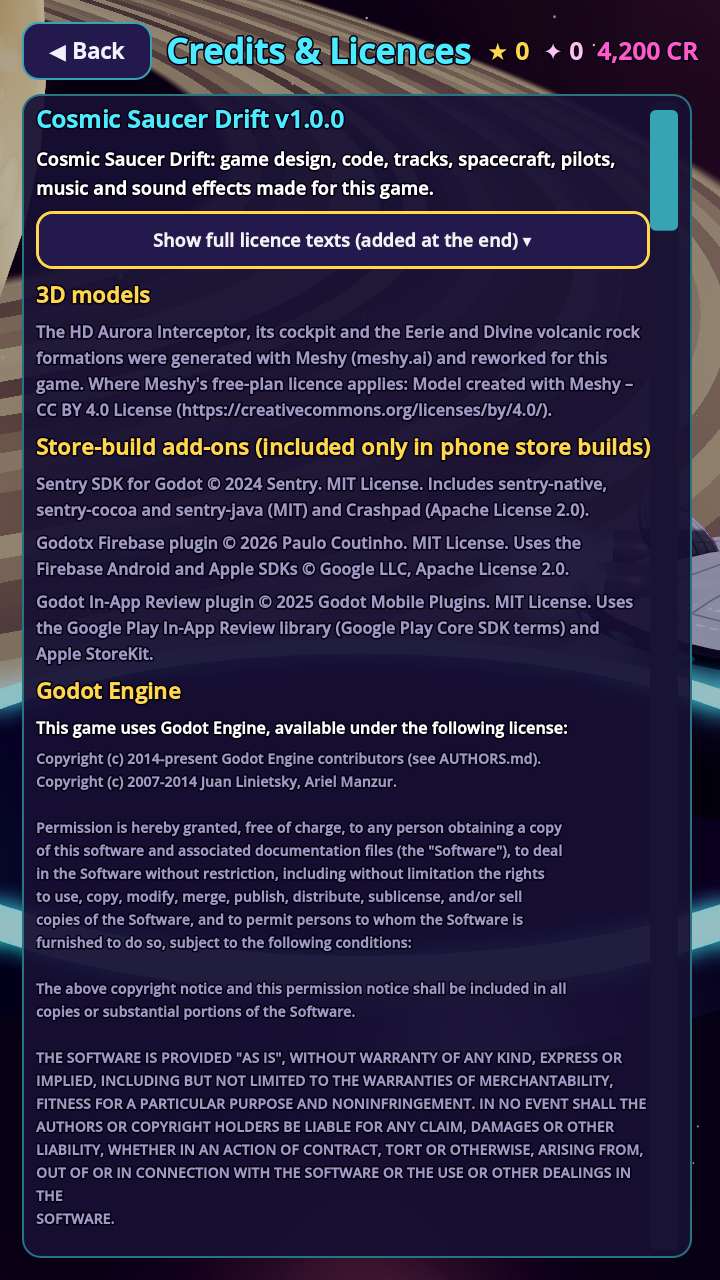 ◀ Back
Credits & Licences
★ 0 ✦ 0 4,200 CR
Cosmic Saucer Drift v1.0.0
Cosmic Saucer Drift: game design, code, tracks, spacecraft, pilots,
music and sound effects made for this game.
Show full licence texts (added at the end) ▾
3D models
The HD Aurora Interceptor, its cockpit and the Eerie and Divine volcanic rock
formations were generated with Meshy (meshy.ai) and reworked for this
game. Where Meshy's free-plan licence applies: Model created with Meshy –
CC BY 4.0 License (https://creativecommons.org/licenses/by/4.0/).
Store-build add-ons (included only in phone store builds)
Sentry SDK for Godot © 2024 Sentry. MIT License. Includes sentry-native,
sentry-cocoa and sentry-java (MIT) and Crashpad (Apache License 2.0).
Godotx Firebase plugin © 2026 Paulo Coutinho. MIT License. Uses the
Firebase Android and Apple SDKs © Google LLC, Apache License 2.0.
Godot In-App Review plugin © 2025 Godot Mobile Plugins. MIT License. Uses
the Google Play In-App Review library (Google Play Core SDK terms) and
Apple StoreKit.
Godot Engine
This game uses Godot Engine, available under the following license:
Copyright (c) 2014-present Godot Engine contributors (see AUTHORS.md).
Copyright (c) 2007-2014 Juan Linietsky, Ariel Manzur.
Permission is hereby granted, free of charge, to any person obtaining a copy
of this software and associated documentation files (the "Software"), to deal
in the Software without restriction, including without limitation the rights
to use, copy, modify, merge, publish, distribute, sublicense, and/or sell
copies of the Software, and to permit persons to whom the Software is
furnished to do so, subject to the following conditions:
The above copyright notice and this permission notice shall be included in all
copies or substantial portions of the Software.
THE SOFTWARE IS PROVIDED "AS IS", WITHOUT WARRANTY OF ANY KIND, EXPRESS OR
IMPLIED, INCLUDING BUT NOT LIMITED TO THE WARRANTIES OF MERCHANTABILITY,
FITNESS FOR A PARTICULAR PURPOSE AND NONINFRINGEMENT. IN NO EVENT SHALL THE
AUTHORS OR COPYRIGHT HOLDERS BE LIABLE FOR ANY CLAIM, DAMAGES OR OTHER
LIABILITY, WHETHER IN AN ACTION OF CONTRACT, TORT OR OTHERWISE, ARISING FROM,
OUT OF OR IN CONNECTION WITH THE SOFTWARE OR THE USE OR OTHER DEALINGS IN
THE
SOFTWARE.